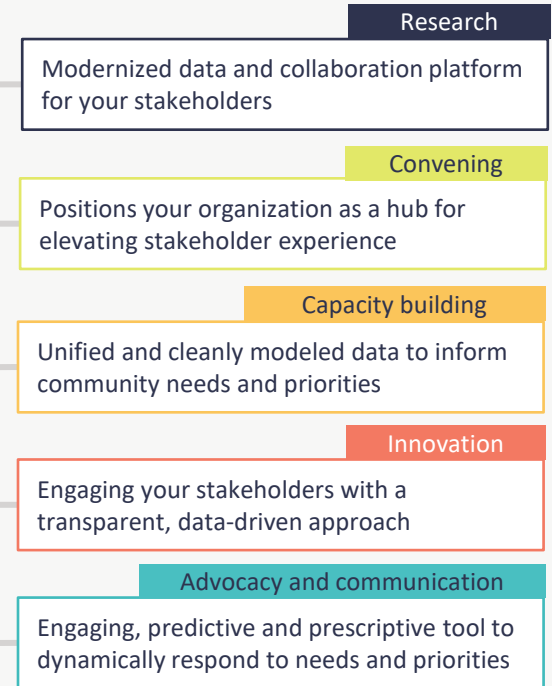 Research
Modernized data and collaboration platform
for your stakeholders
Convening
Positions your organization as a hub for
elevating stakeholder experience
Capacity building
Unified and cleanly modeled data to inform
community needs and priorities
Innovation
Engaging your stakeholders with a
transparent, data-driven approach
Advocacy and communication
Engaging, predictive and prescriptive tool to
dynamically respond to needs and priorities